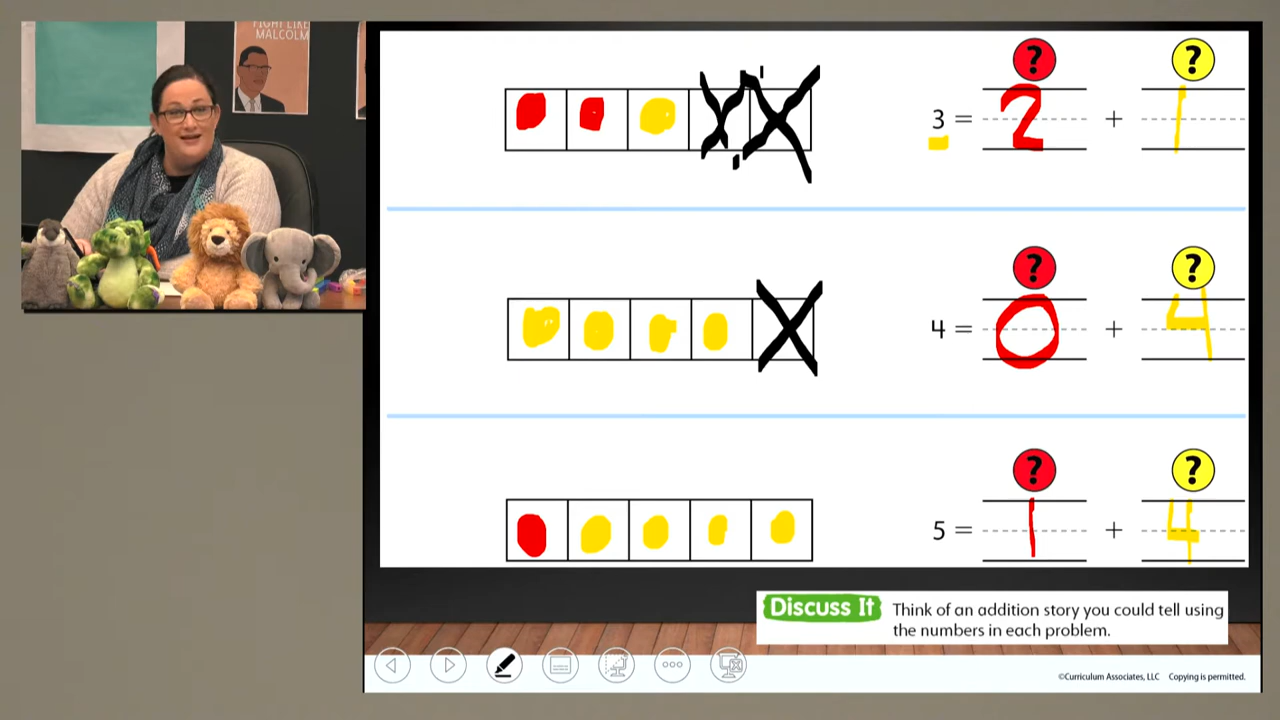 FIGHT LIKE
MALCOLM
? ?
3 = 2 + 1
? ?
4 = 0 + 4
? ?
5 = 1 + 4
Discuss It Think of an addition story you could tell using
the numbers in each problem.
©Curriculum Associates, LLC Copying is permitted.